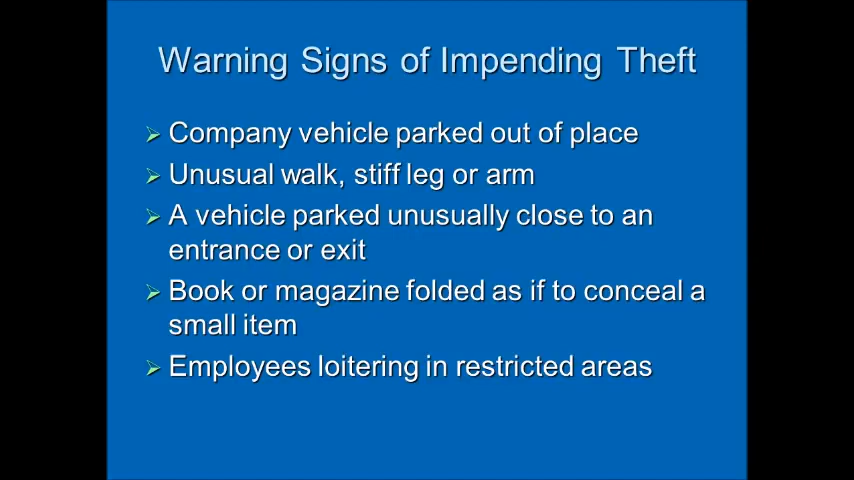 Warning Signs of Impending Theft
Company vehicle parked out of place
Unusual walk, stiff leg or arm
A vehicle parked unusually close to an
entrance or exit
Book or magazine folded as if to conceal a
small item
Employees loitering in restricted areas